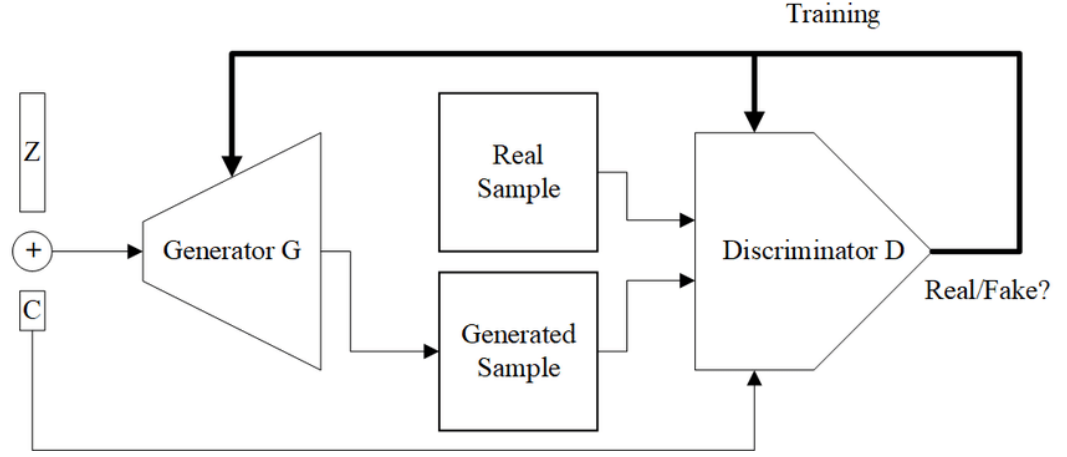 Training
Z
+
C
Generator G
Real
Sample
Generated
Sample
Discriminator D
Real/Fake?